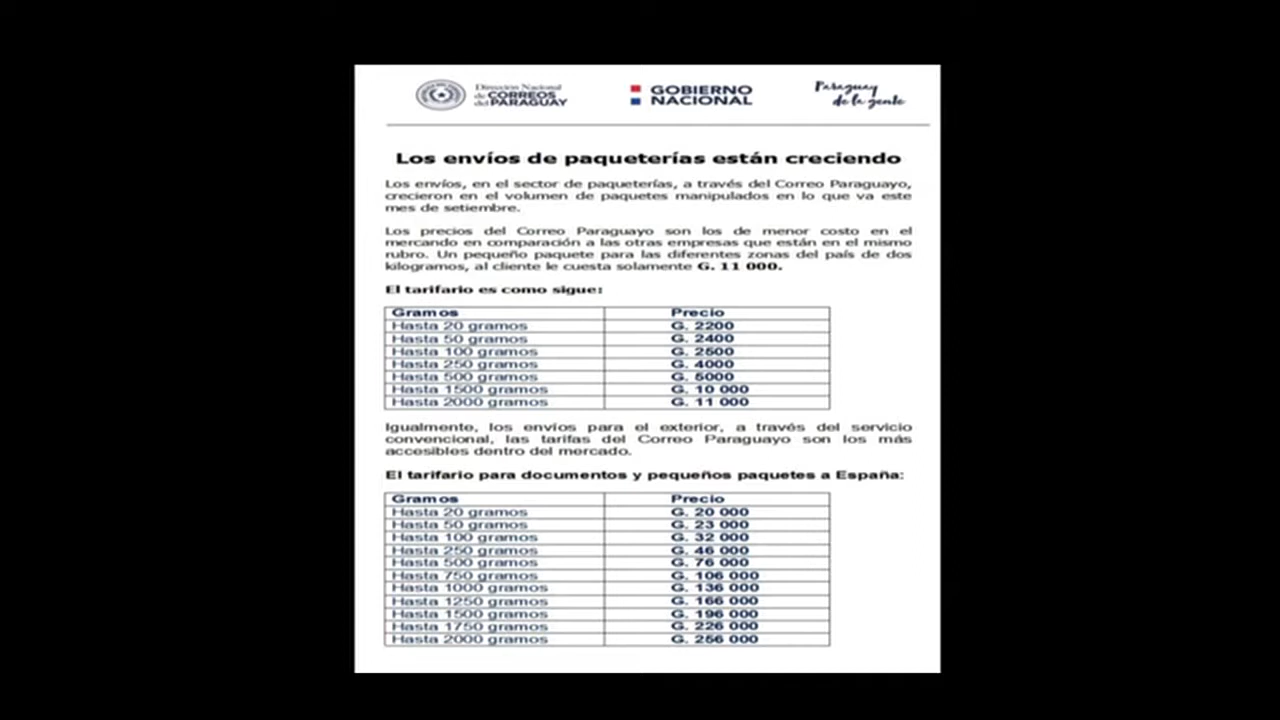 Dirección Nacional
de CORREOS
del PARAGUAY
GOBIERNO
NACIONAL
Paraguay
de la gente
Los envíos de paqueterías están creciendo
Los envíos, en el sector de paqueterías, a través del Correo Paraguayo,
crecieron en el volumen de paquetes manipulados en lo que va este
mes de setiembre.
Los precios del Correo Paraguayo son los de menor costo en el
mercando en comparación a las otras empresas que están en el mismo
rubro. Un pequeño paquete para las diferentes zonas del país de dos
kilogramos, al cliente le cuesta solamente G. 11 000.
El tarifario es como sigue:
Gramos Precio
Hasta 20 gramos G. 2200
Hasta 50 gramos G. 2400
Hasta 100 gramos G. 2500
Hasta 250 gramos G. 4000
Hasta 500 gramos G. 5000
Hasta 1500 gramos G. 10 000
Hasta 2000 gramos G. 11 000
Igualmente, los envíos para el exterior, a través del servicio
convencional, las tarifas del Correo Paraguayo son los más
accesibles dentro del mercado.
El tarifario para documentos y pequeños paquetes a España:
Gramos Precio
Hasta 20 gramos G. 20 000
Hasta 50 gramos G. 23 000
Hasta 100 gramos G. 32 000
Hasta 250 gramos G. 46 000
Hasta 500 gramos G. 76 000
Hasta 750 gramos G. 106 000
Hasta 1000 gramos G. 136 000
Hasta 1250 gramos G. 166 000
Hasta 1500 gramos G. 196 000
Hasta 1750 gramos G. 226 000
Hasta 2000 gramos G. 256 000